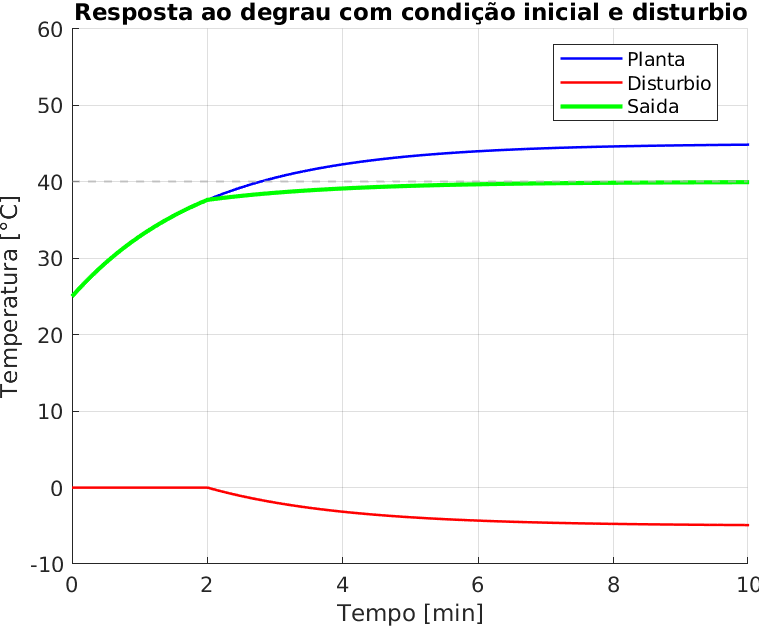 Resposta ao degrau com condição inicial e disturbio
60
50
40
30
20
10
0
-10
0
2
4
6
8
10
Temperatura [°C]
Tempo [min]
Planta
Disturbio
Saida